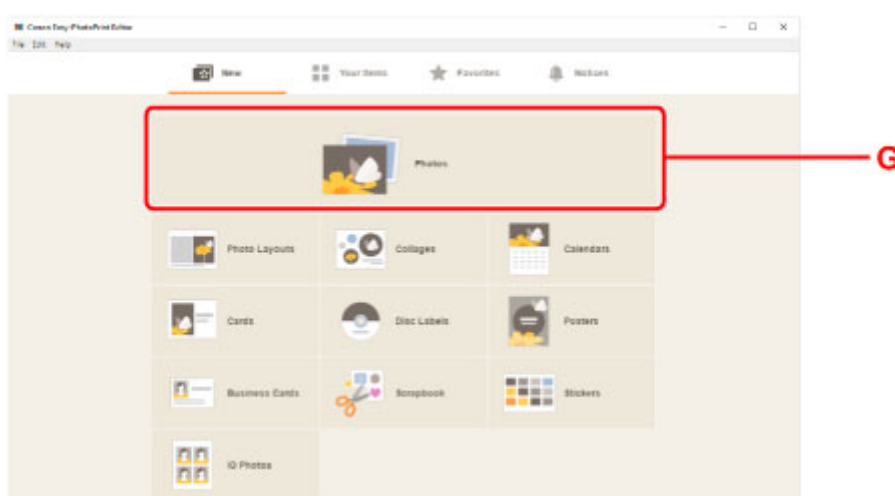 Canon Easy-PhotoPrint Editor
File Edit Help
New Your Items Favorites Notices
Photos
G
Photo Layouts Collages Calendars
Cards Disc Labels Posters
Business Cards Scrapbook Stickers
ID Photos